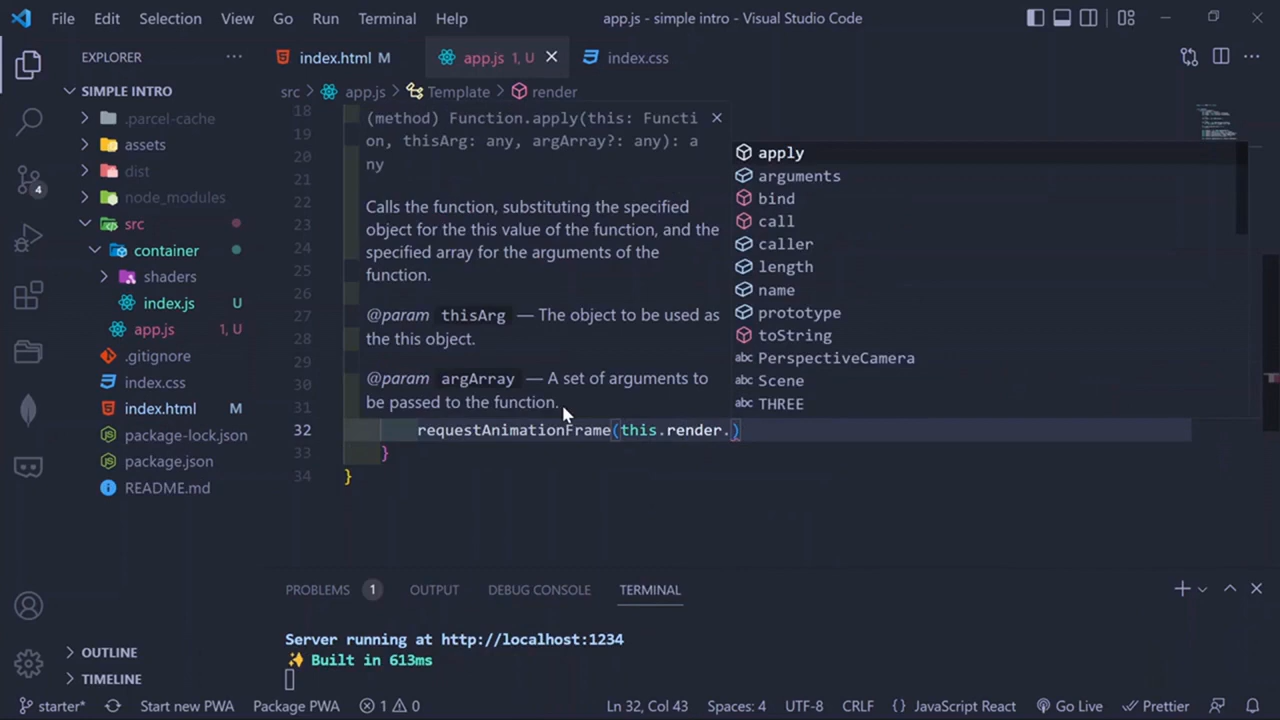 File Edit Selection View Go Run Terminal Help
app.js - simple intro - Visual Studio Code
EXPLORER
index.html M
app.js 1, U
index.css
SIMPLE INTRO
src > app.js > Template > render
.parcel-cache
assets
dist
node_modules
src
container
shaders
index.js U
app.js 1, U
.gitignore
index.css
index.html M
package-lock.json
package.json
README.md
4
18
19
20
21
22
23
24
25
26
27
28
29
30
31
32 requestAnimationFrame(this.render.)
33 }
34 }
(method) Function.apply(this: Functi
on, thisArg: any, argArray?: any): a
ny
Calls the function, substituting the specified
object for the this value of the function, and the
specified array for the arguments of the
function.
@param thisArg — The object to be used as
the this object.
@param argArray — A set of arguments to
be passed to the function.
apply
arguments
bind
call
caller
length
name
prototype
toString
abc PerspectiveCamera
abc Scene
abc THREE
PROBLEMS 1 OUTPUT DEBUG CONSOLE TERMINAL
Server running at http://localhost:1234
✨ Built in 613ms
OUTLINE
TIMELINE
starter* Start new PWA Package PWA 1 0 Ln 32, Col 43 Spaces: 4 UTF-8 CRLF {} JavaScript React Go Live Prettier